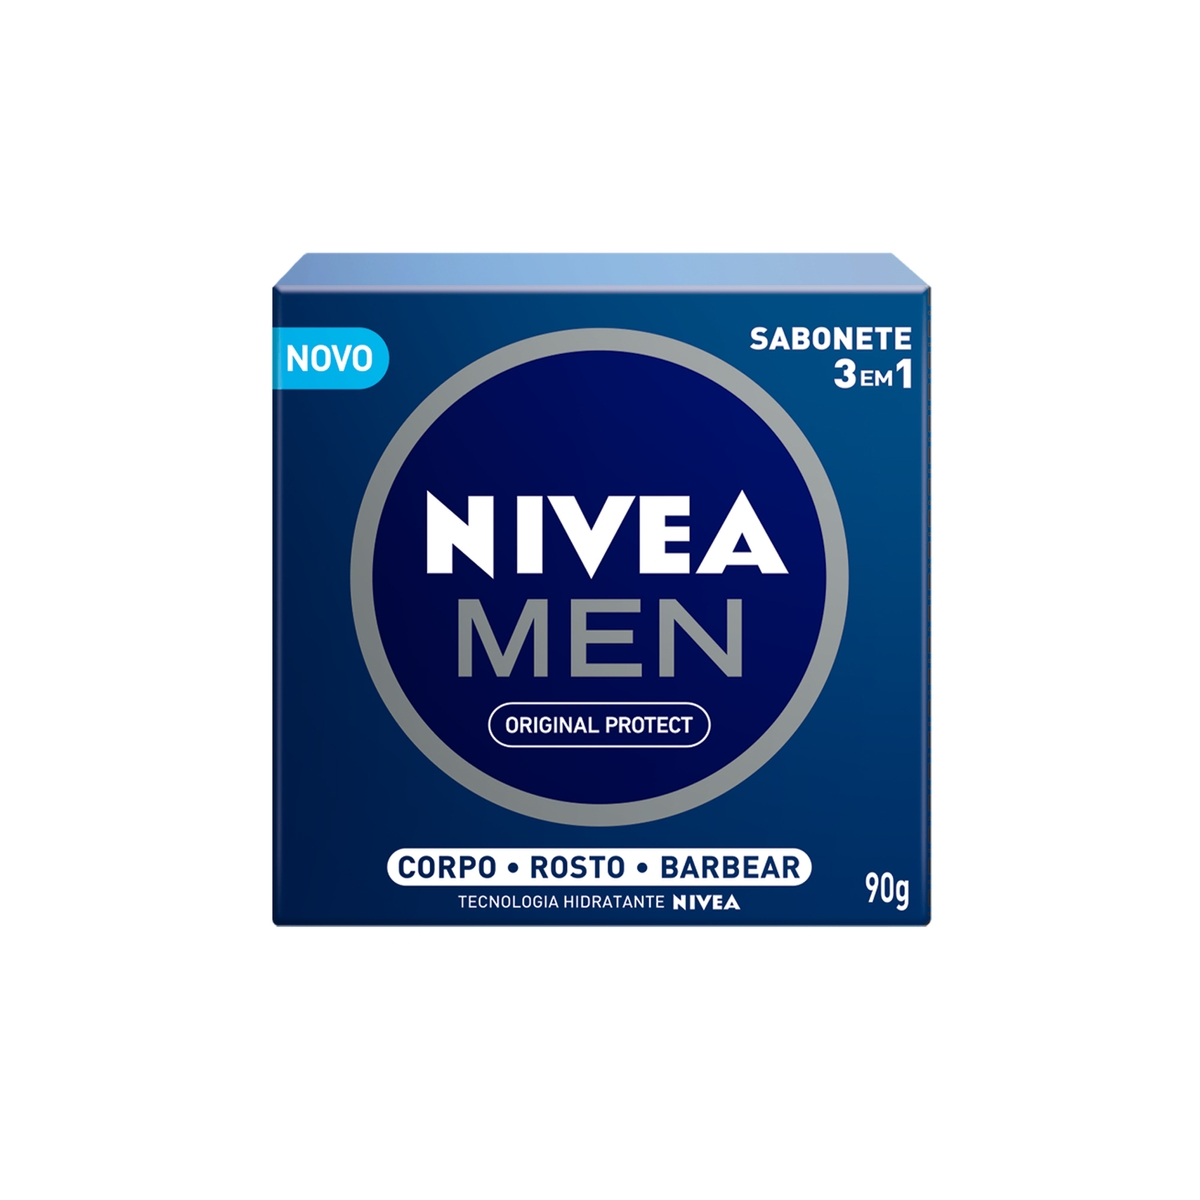 NOVO
SABONETE
3 EM 1
NIVEA
MEN
ORIGINAL PROTECT
CORPO • ROSTO • BARBEAR
TECNOLOGIA HIDRATANTE NIVEA
90g